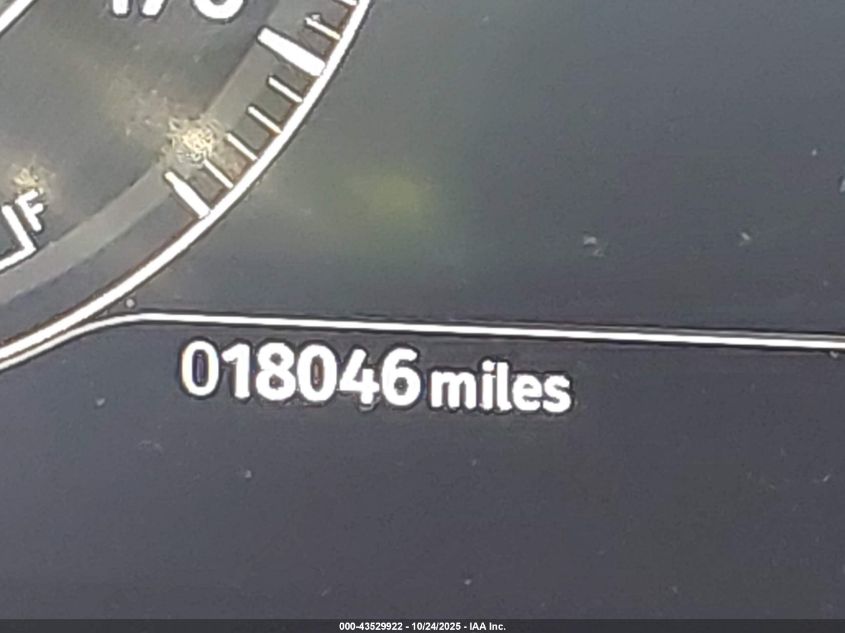 F
018046 miles
000-43529922 - 10/24/2025 - IAA Inc.